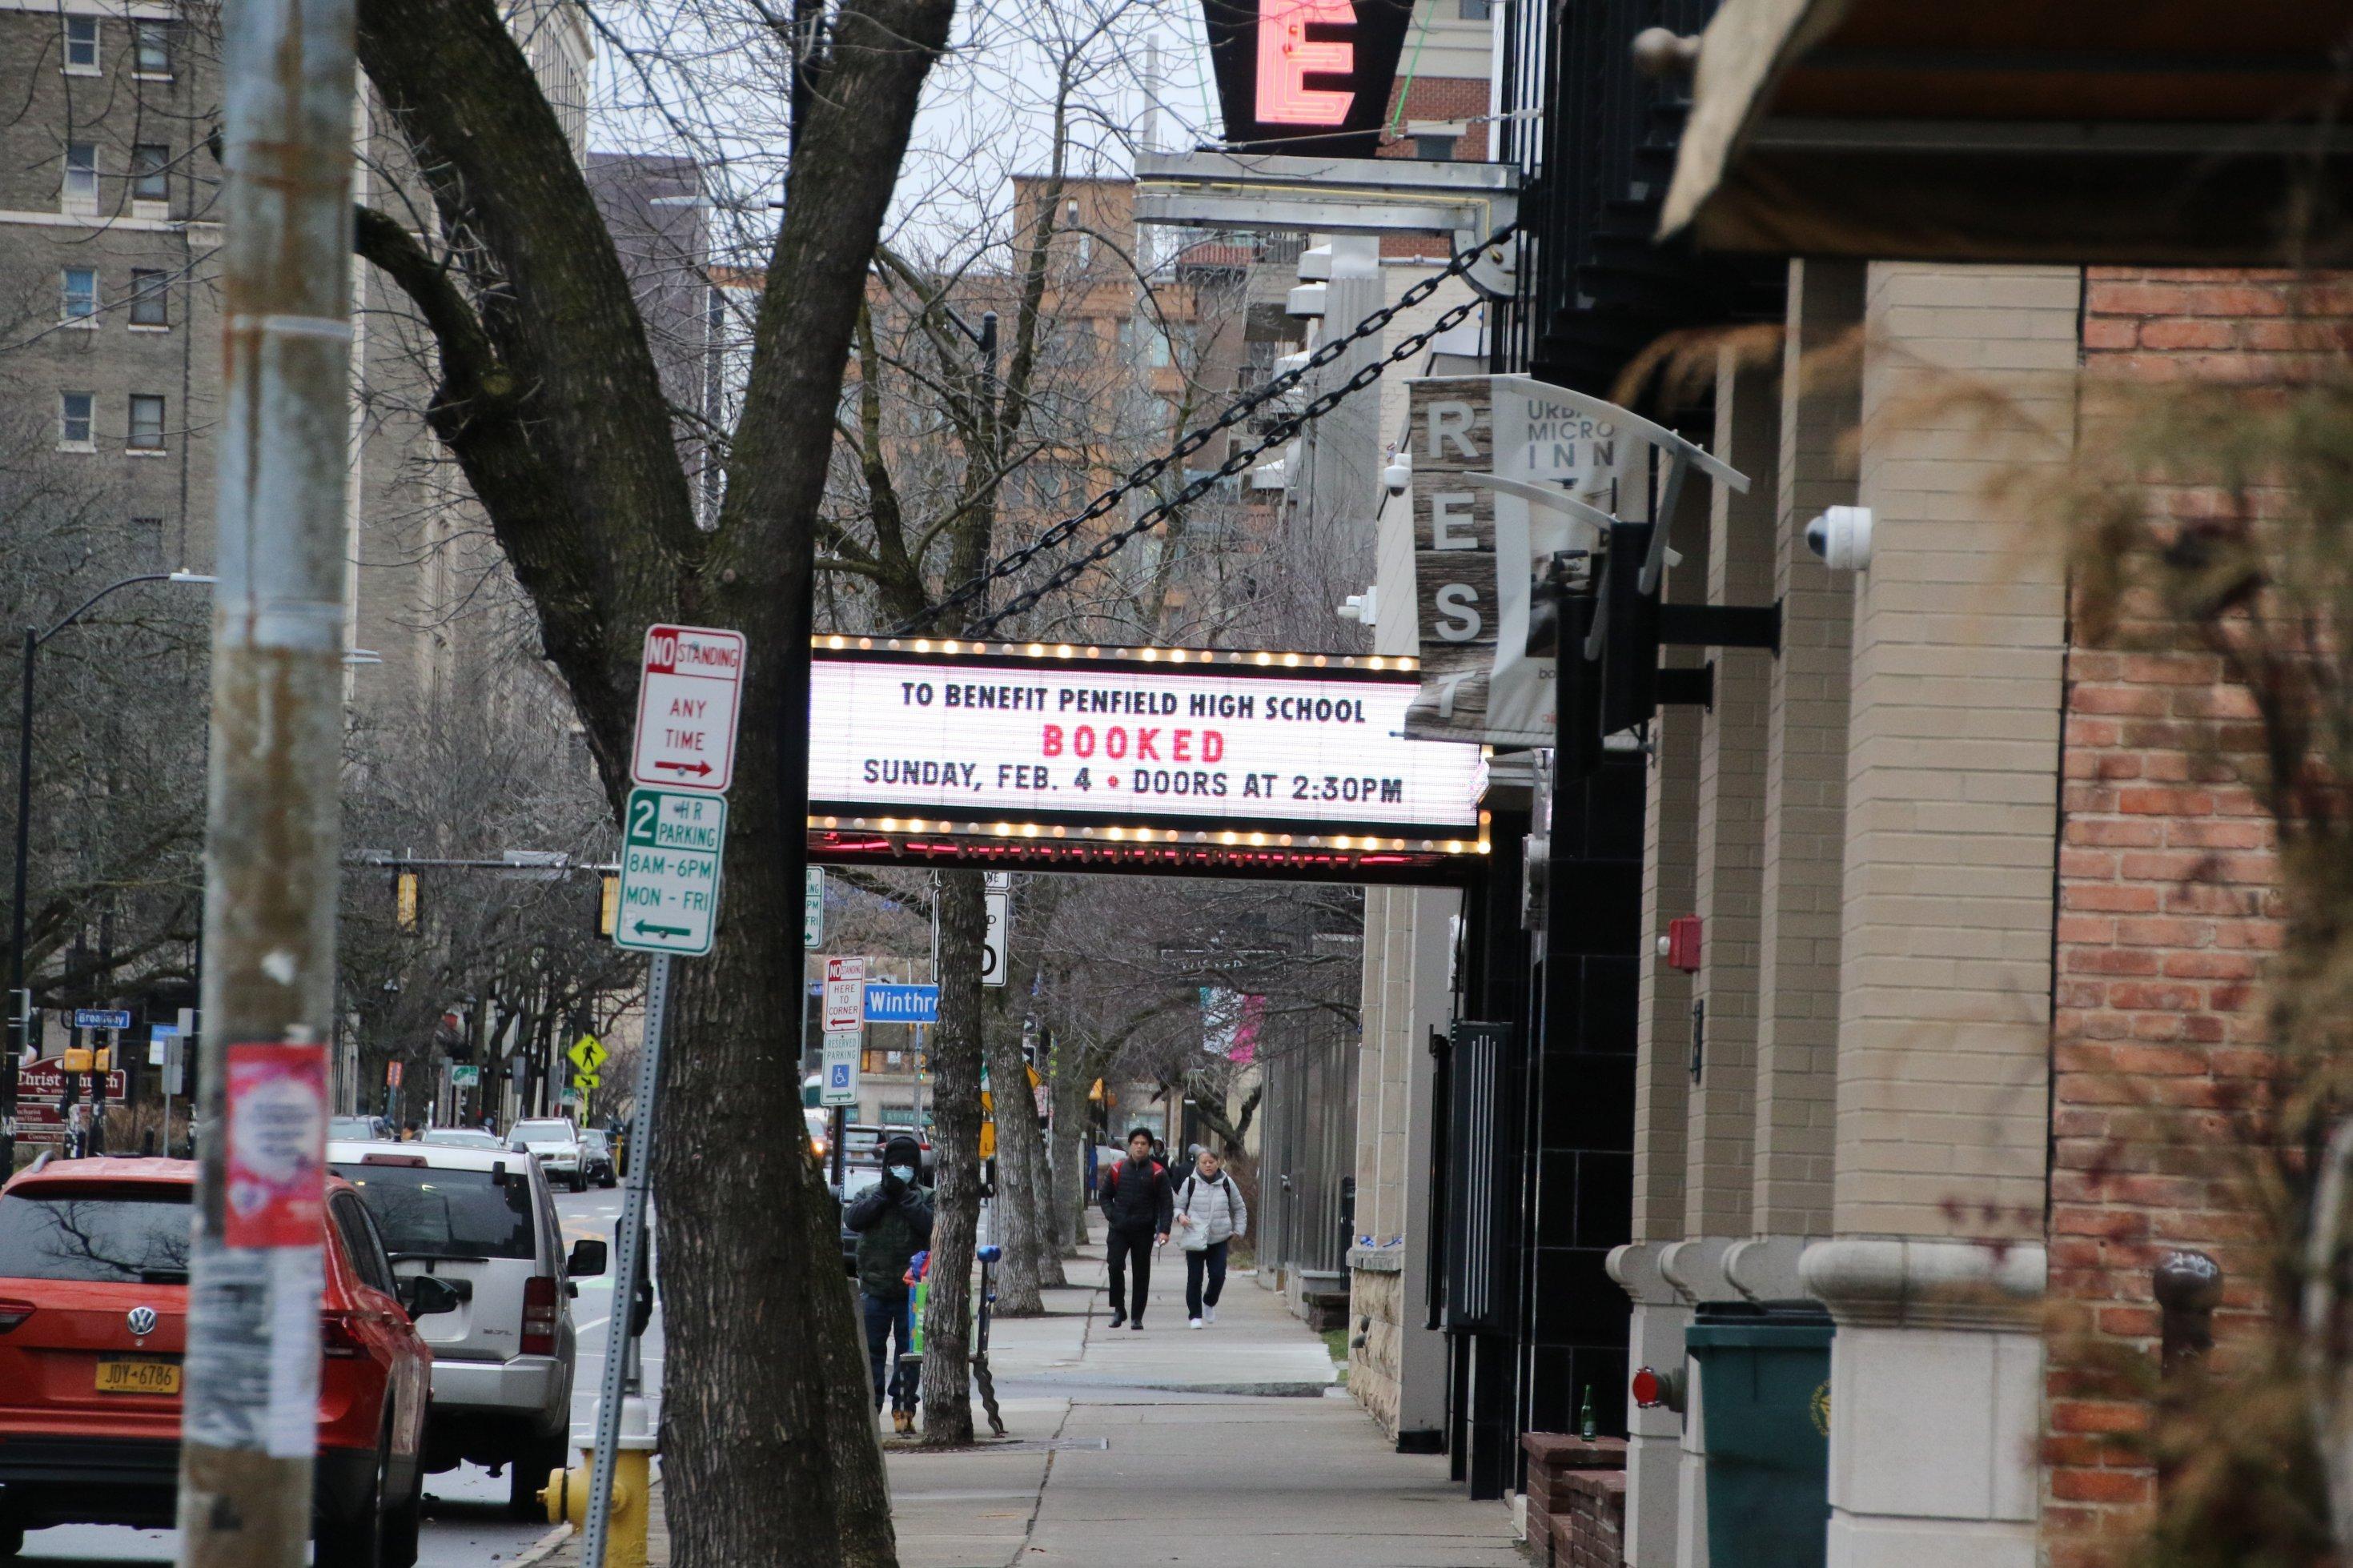 E
REST
URBAN
MICRO
INN
NO STANDING
ANY
TIME
2 HR
PARKING
8AM-6PM
MON - FRI
TO BENEFIT PENFIELD HIGH SCHOOL
BOOKED
SUNDAY, FEB. 4 • DOORS AT 2:30PM
NO STANDING
HERE
TO
CORNER
RESERVED
PARKING
Winthr
Broadway
Christ Church
JDY 6786